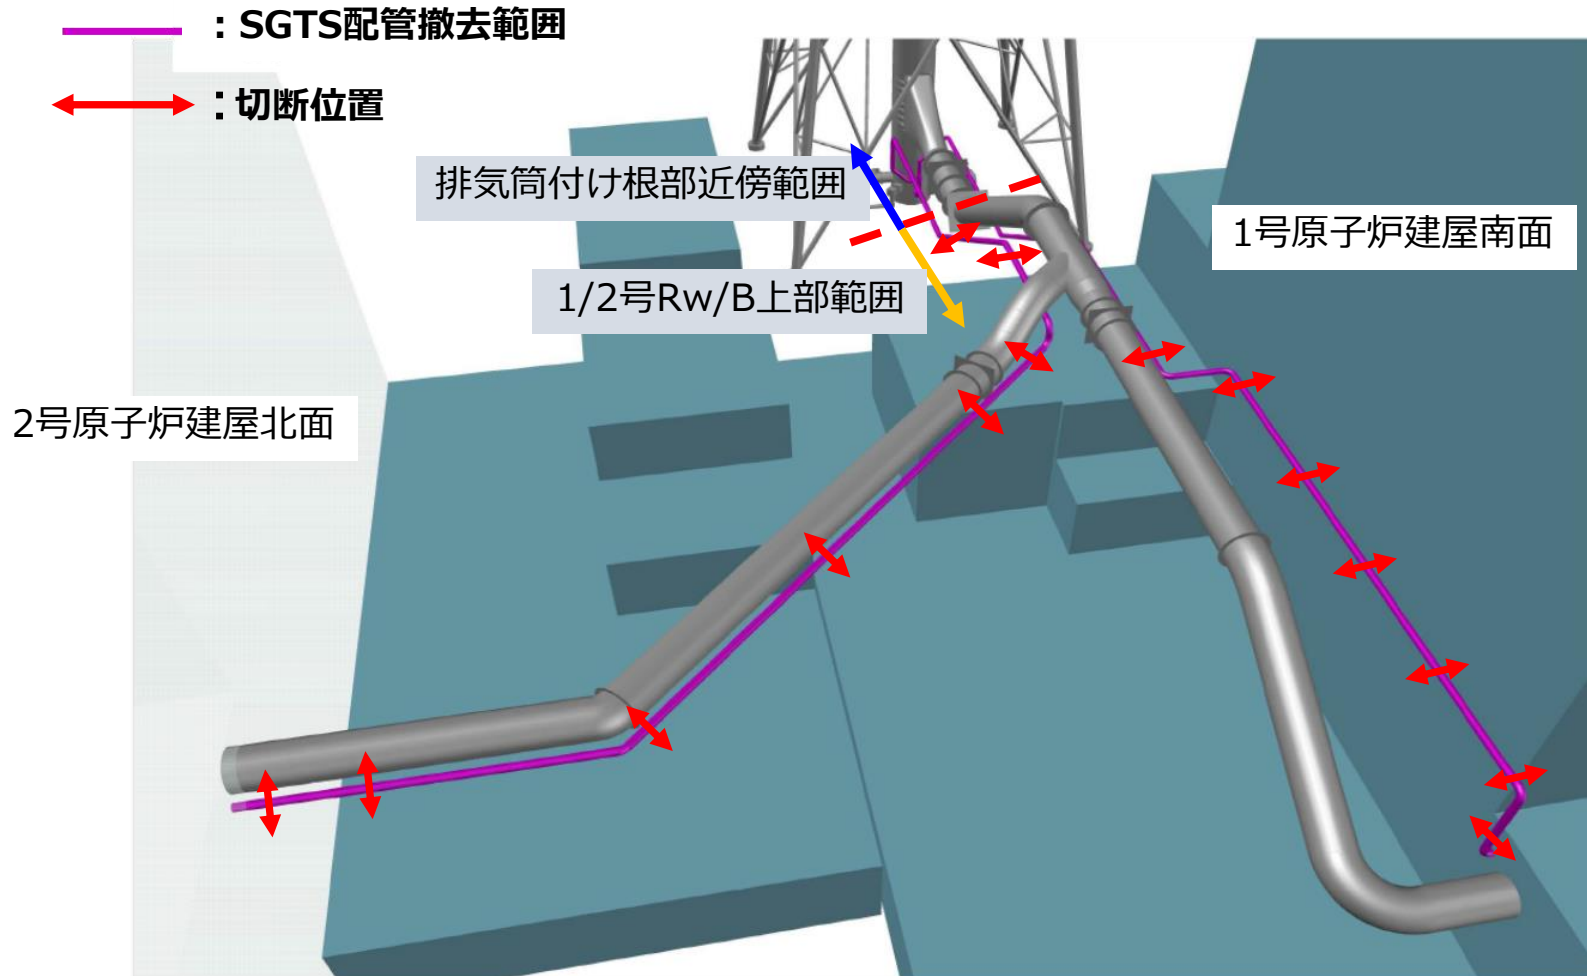 ：SGTS配管撤去範囲
：切断位置
排気筒付け根部近傍範囲
1号原子炉建屋南面
1/2号Rw/B上部範囲
2号原子炉建屋北面